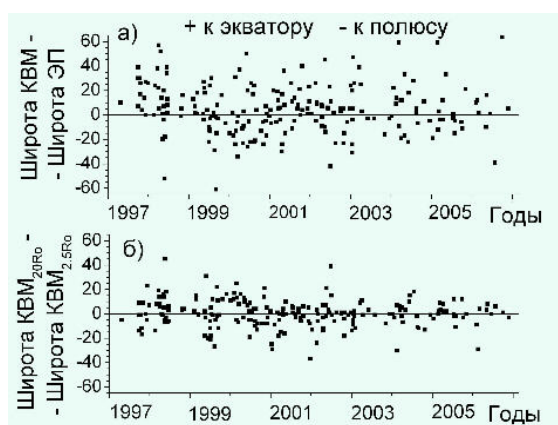 а) + к экватору - к полюсу
Широта КВМ -
- Широта ЭП
60
40
20
0
-20
-40
-60
1997 1999 2001 2003 2005 Годы
б)
Широта КВМ20Ro -
- Широта КВМ2.5Ro
60
40
20
0
-20
-40
-60
1997 1999 2001 2003 2005 Годы